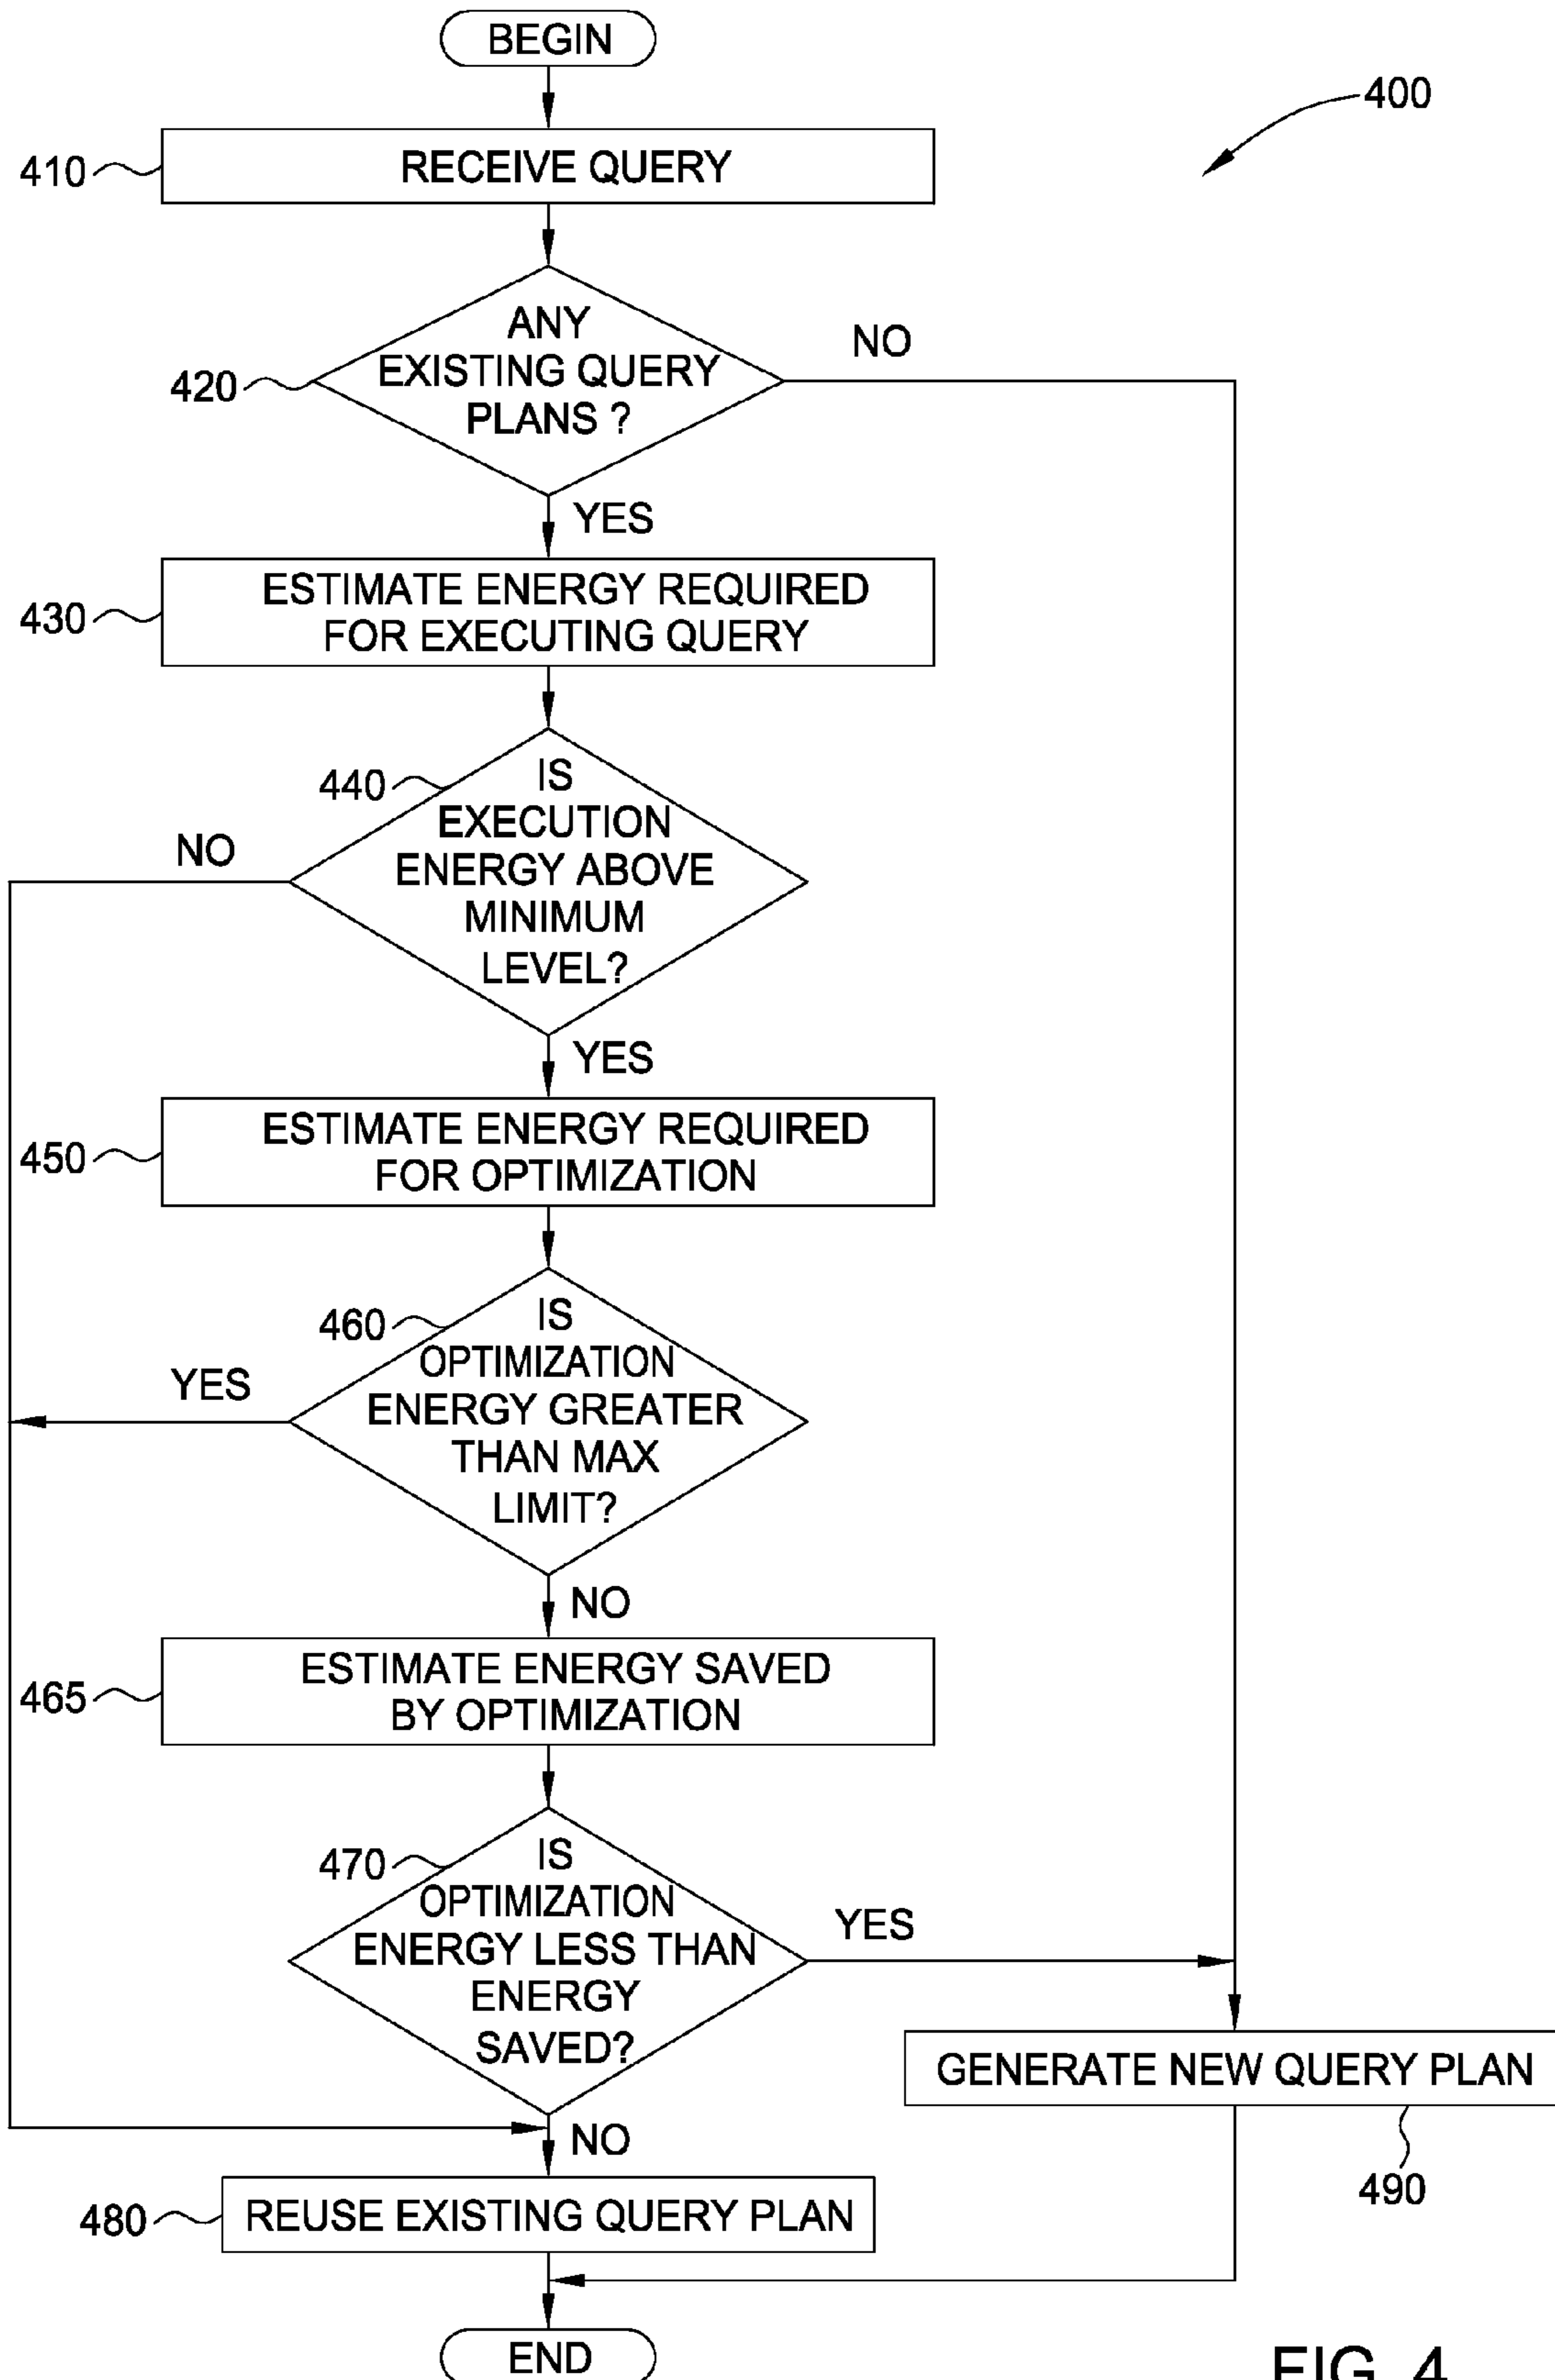 BEGIN
400
410
RECEIVE QUERY
ANY
EXISTING QUERY
PLANS ?
420
NO
YES
430
ESTIMATE ENERGY REQUIRED
FOR EXECUTING QUERY
440
IS
EXECUTION
ENERGY ABOVE
MINIMUM
LEVEL?
NO
YES
450
ESTIMATE ENERGY REQUIRED
FOR OPTIMIZATION
460
IS
OPTIMIZATION
ENERGY GREATER
THAN MAX
LIMIT?
YES
NO
465
ESTIMATE ENERGY SAVED
BY OPTIMIZATION
470
IS
OPTIMIZATION
ENERGY LESS THAN
ENERGY
SAVED?
YES
NO
GENERATE NEW QUERY PLAN
490
480
REUSE EXISTING QUERY PLAN
END
FIG. 4